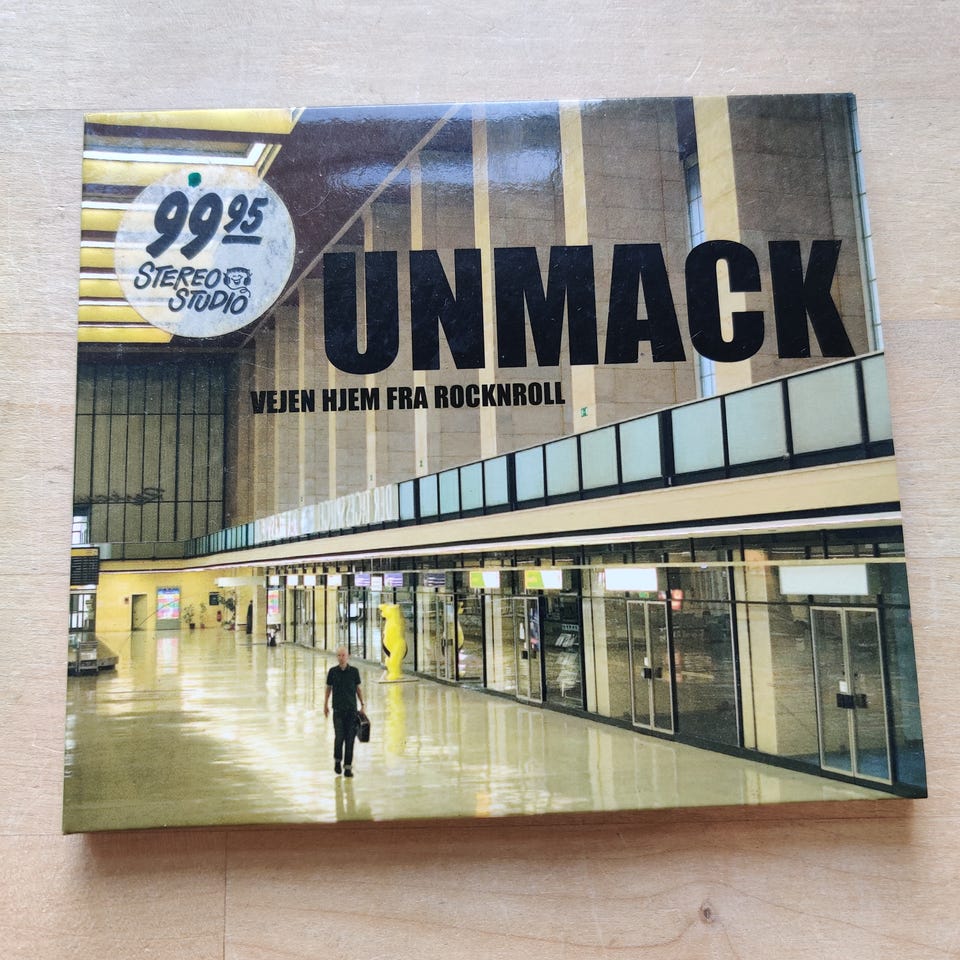 99 95
STEREO
STUDIO
UNMACK
VEJEN HJEM FRA ROCKNROLL